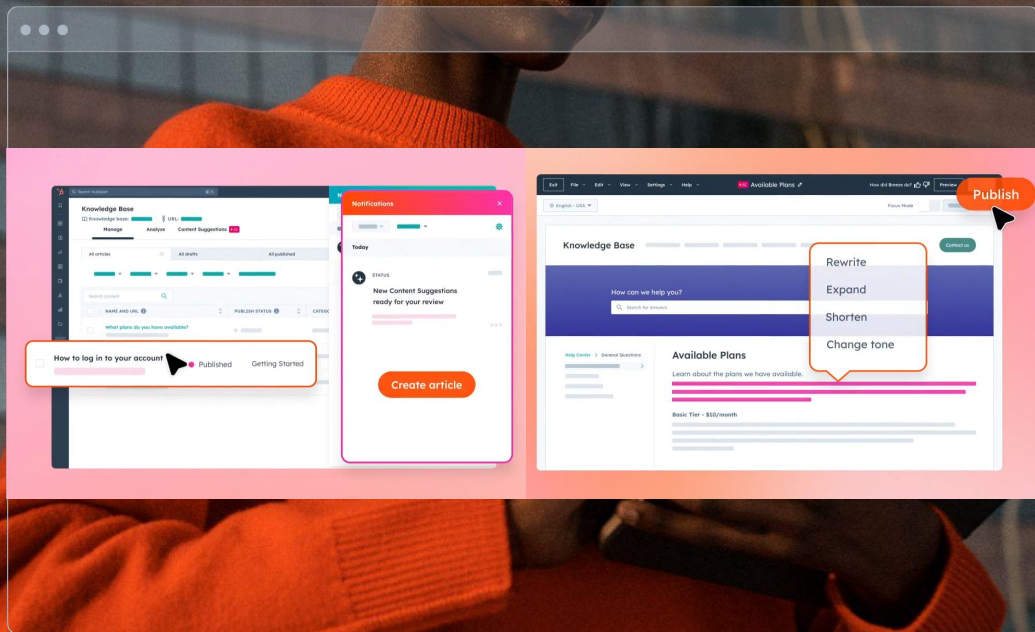 Search HubSpot
Knowledge Base
Knowledge base:
URL:
Manage
Analyze
Content Suggestions
All articles
All drafts
All published
Search content
NAME AND URL
PUBLISH STATUS
What plans do you have available?
How to log in to your account
Published
Getting Started
Notifications
Today
STATUS
New Content Suggestions
ready for your review
Create article
Exit
File
Edit
View
Settings
Help
Available Plans
How did Breeze do?
Preview
Publish
English - USA
Focus Mode
Knowledge Base
Contact us
How can we help you?
Search for answers
Rewrite
Expand
Shorten
Change tone
Help Center > General Questions
Available Plans
Learn about the plans we have available.
Basic Tier - $10/month